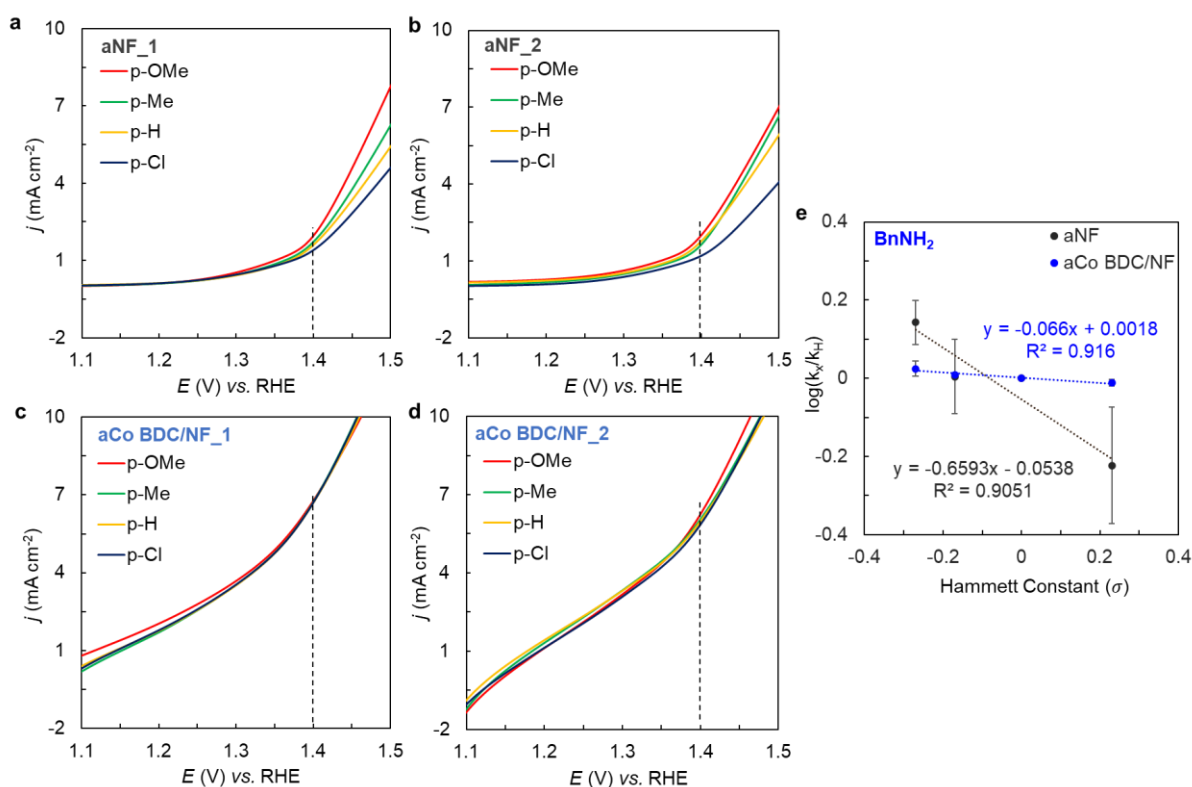 a
aNF_1
p-OMe
p-Me
p-H
p-Cl
10
7
4
1
-2
j (mA cm-2)
1.1 1.2 1.3 1.4 1.5
E (V) vs. RHE
b
aNF_2
p-OMe
p-Me
p-H
p-Cl
10
7
4
1
-2
j (mA cm-2)
1.1 1.2 1.3 1.4 1.5
E (V) vs. RHE
c
aCo BDC/NF_1
p-OMe
p-Me
p-H
p-Cl
10
7
4
1
-2
j (mA cm-2)
1.1 1.2 1.3 1.4 1.5
E (V) vs. RHE
d
aCo BDC/NF_2
p-OMe
p-Me
p-H
p-Cl
10
7
4
1
-2
j (mA cm-2)
1.1 1.2 1.3 1.4 1.5
E (V) vs. RHE
e
BnNH2
aNF
aCo BDC/NF
y = -0.066x + 0.0018
R² = 0.916
y = -0.6593x - 0.0538
R² = 0.9051
0.4
0.2
0
-0.2
-0.4
log(kx/kH)
-0.4 -0.2 0.0 0.2 0.4
Hammett Constant (σ)